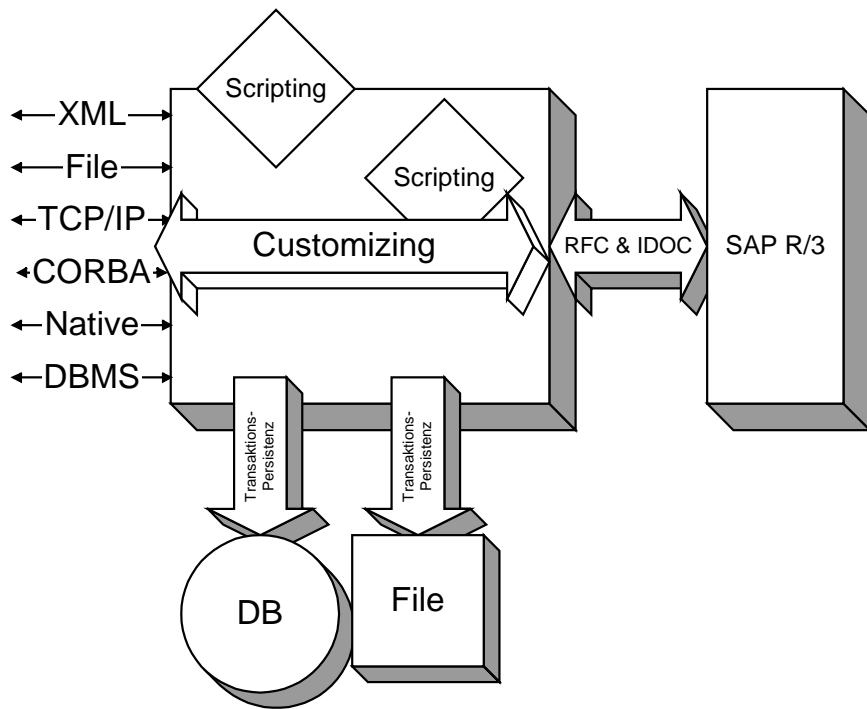 Scripting
XML
File
Scripting
TCP/IP
Customizing
RFC & IDOC
SAP R/3
CORBA
Native
DBMS
Transaktions-
Persistenz
Transaktions-
Persistenz
DB
File